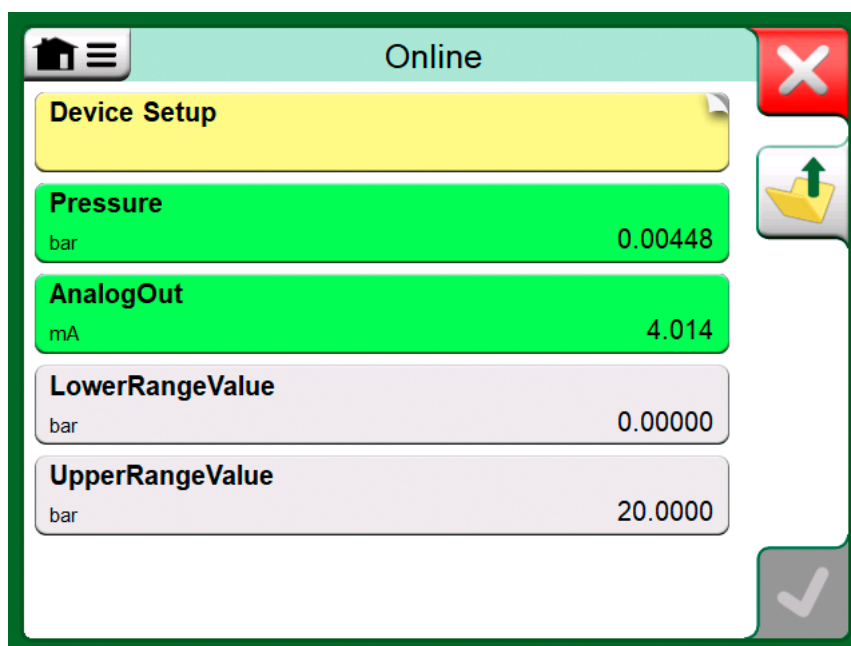 Online
Device Setup
Pressure
bar 0.00448
AnalogOut
mA 4.014
LowerRangeValue
bar 0.00000
UpperRangeValue
bar 20.0000